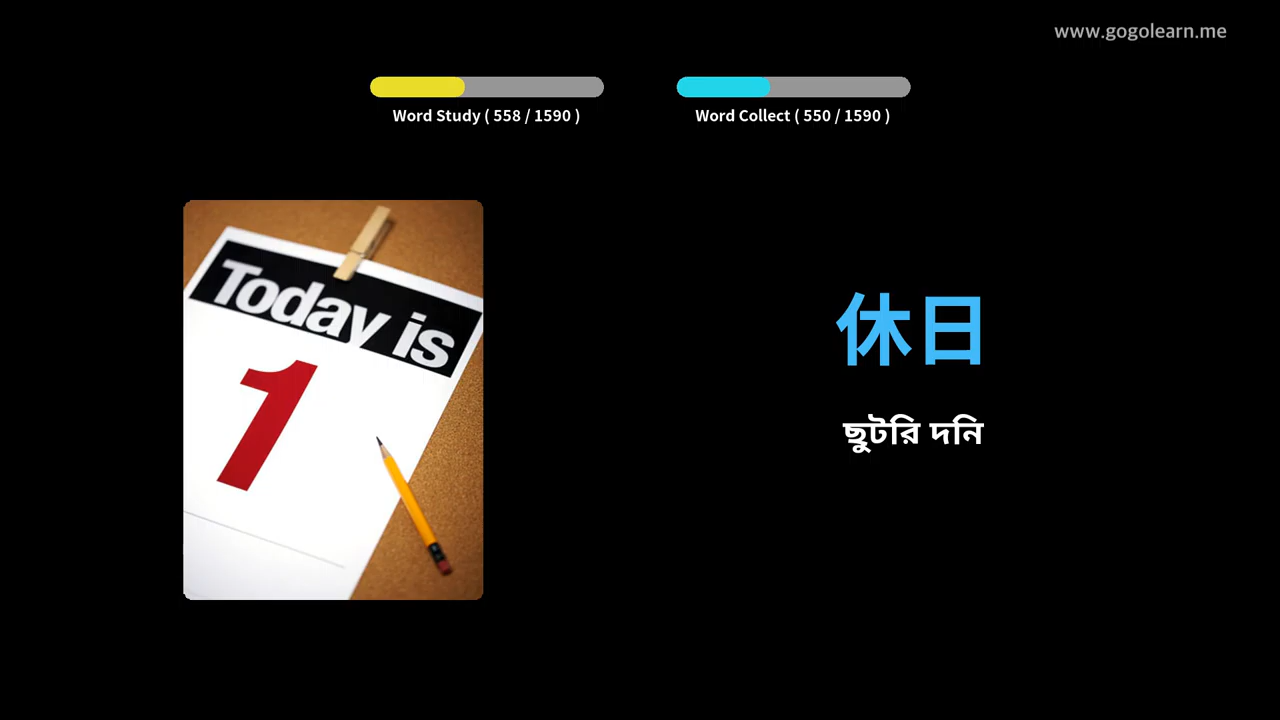 www.gogolearn.me
Word Study ( 558 / 1590 )
Word Collect ( 550 / 1590 )
Today is
1
休日
ছুটরি দনি